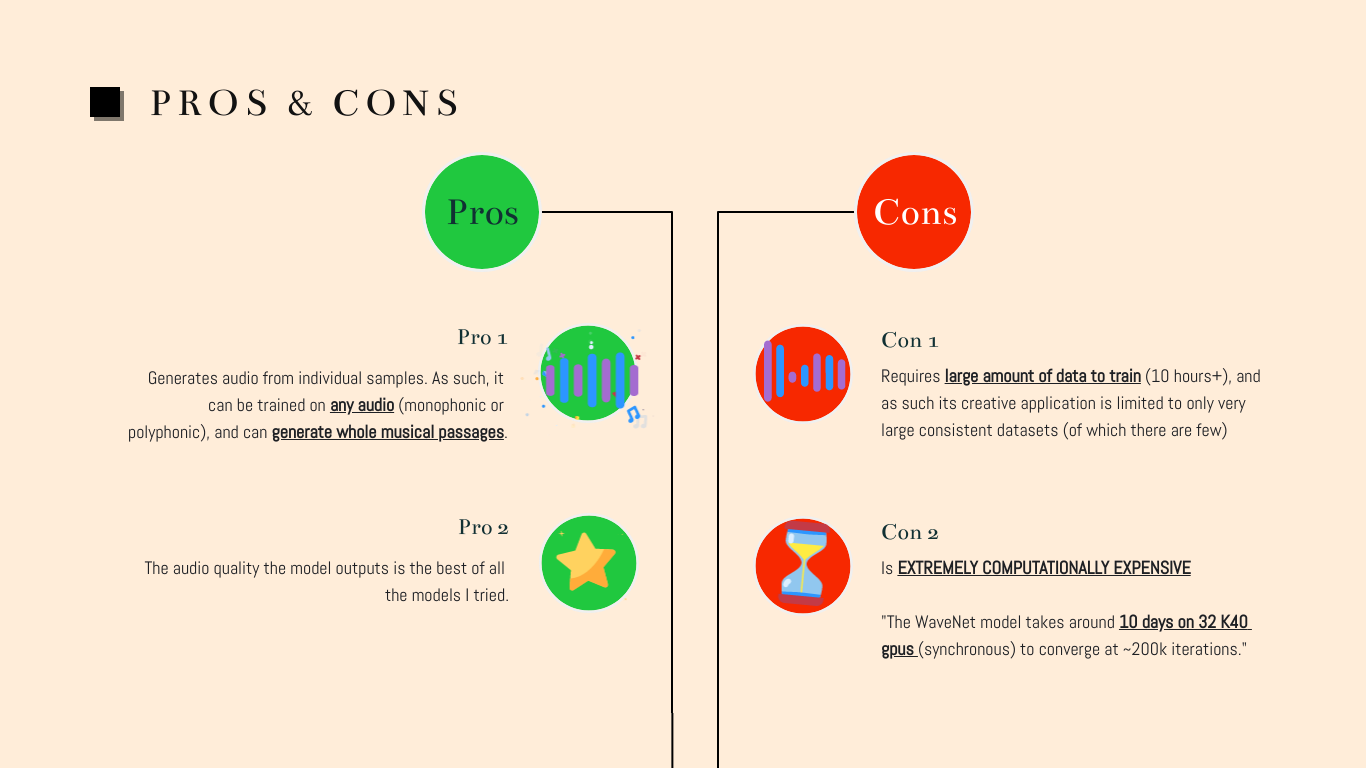 PROS & CONS
Pros
Pro 1
Generates audio from individual samples. As such, it
can be trained on any audio (monophonic or
polyphonic), and can generate whole musical passages.
Pro 2
The audio quality the model outputs is the best of all
the models I tried.
Cons
Con 1
Requires large amount of data to train (10 hours+), and
as such its creative application is limited to only very
large consistent datasets (of which there are few)
Con 2
Is EXTREMELY COMPUTATIONALLY EXPENSIVE
"The WaveNet model takes around 10 days on 32 K40
gpus (synchronous) to converge at ~200k iterations."